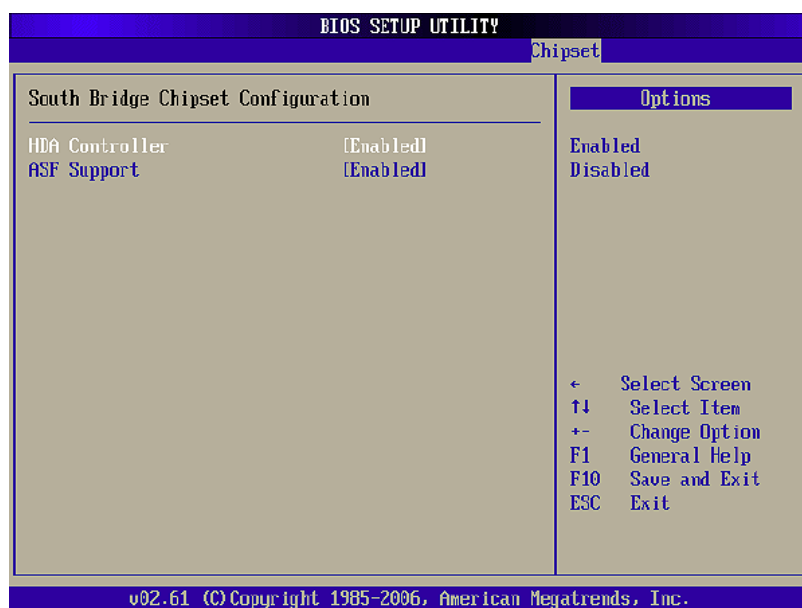 BIOS SETUP UTILITY
Chipset
South Bridge Chipset Configuration
HDA Controller [Enabled]
ASF Support [Enabled]
Options
Enabled
Disabled
← Select Screen
↑↓ Select Item
+- Change Option
F1 General Help
F10 Save and Exit
ESC Exit
v02.61 (C)Copyright 1985-2006, American Megatrends, Inc.